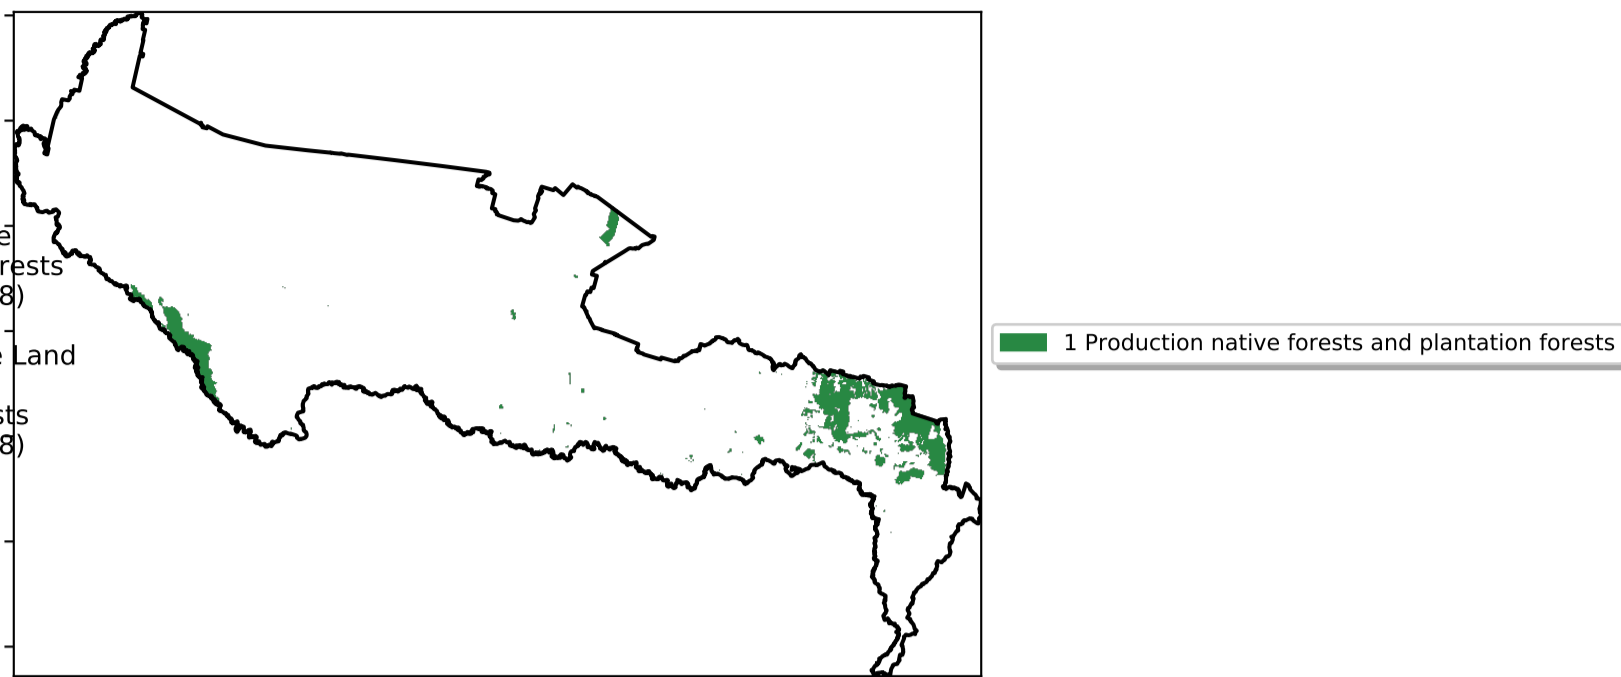 rests
8)
Land
sts
8)
1 Production native forests and plantation forests